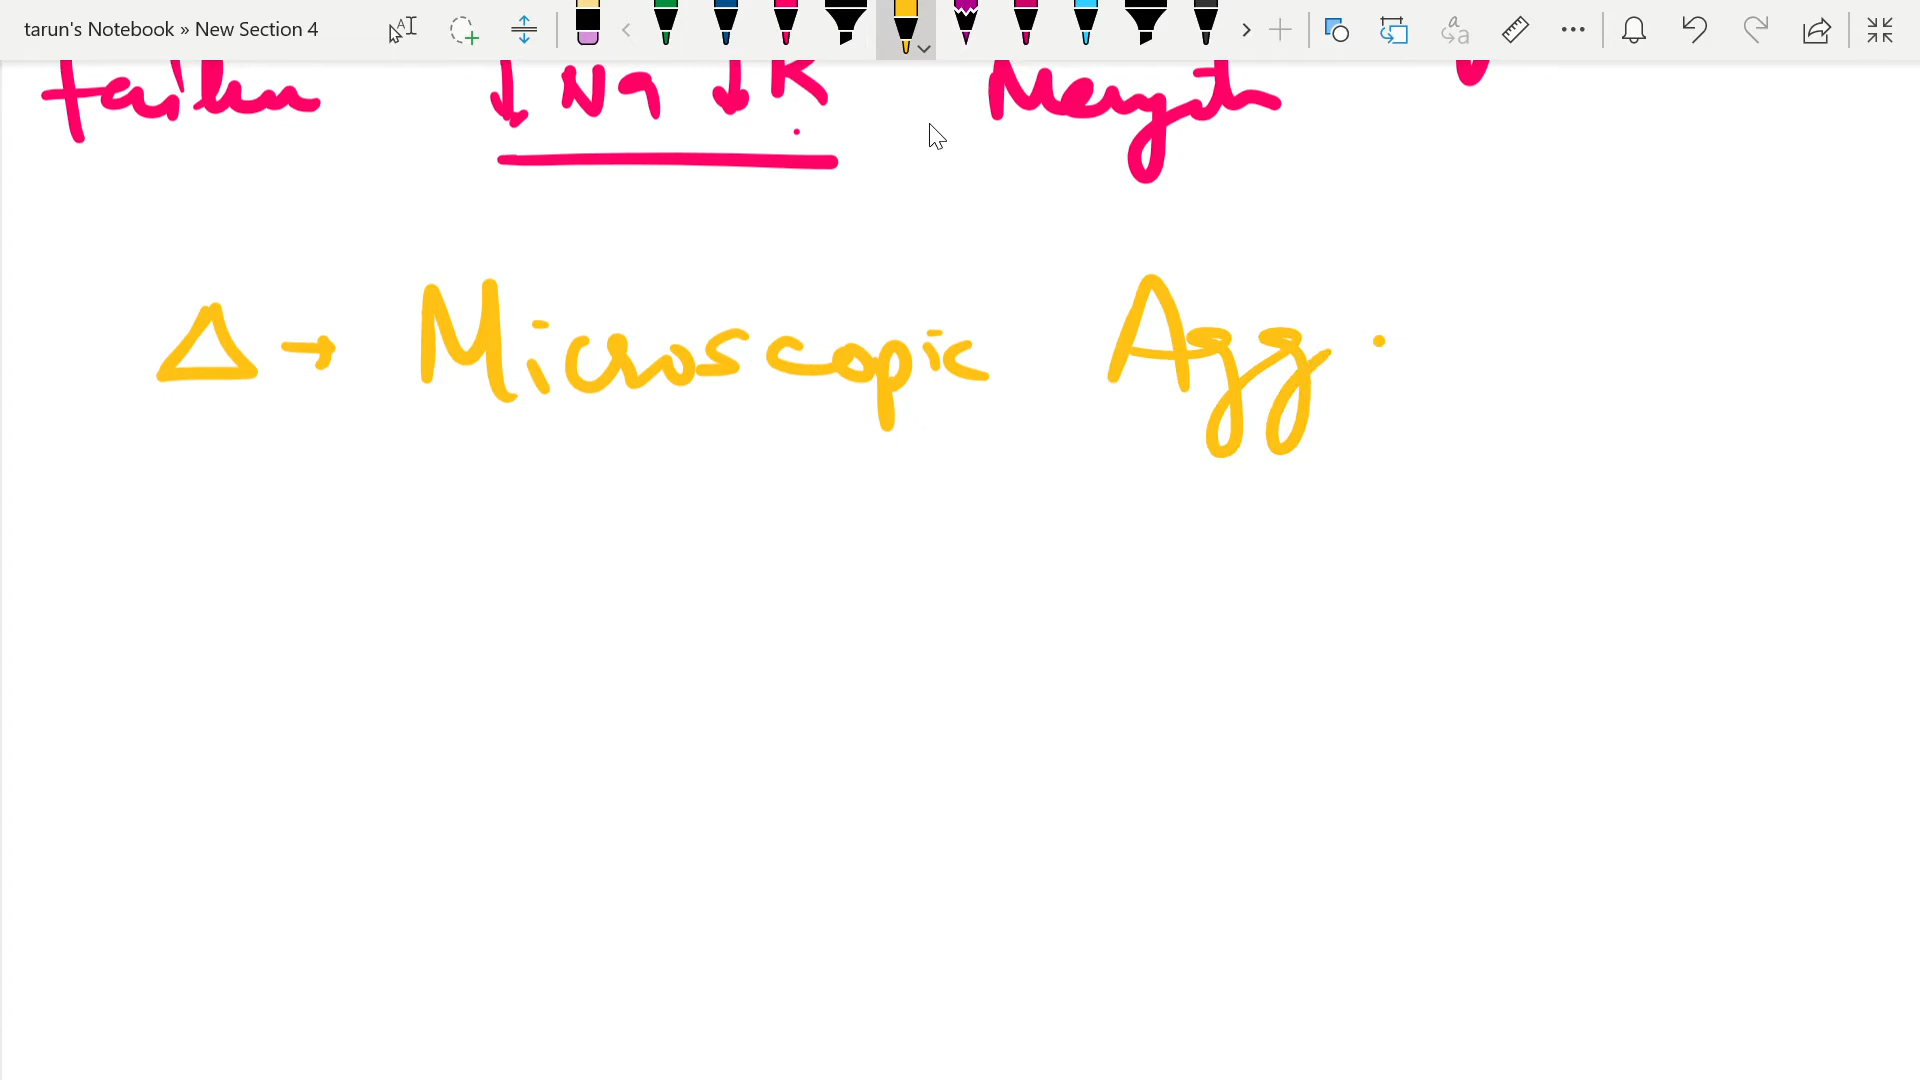 tarun's Notebook » New Section 4
↓ Na ↓ K
Δ → Microscopic Agg.